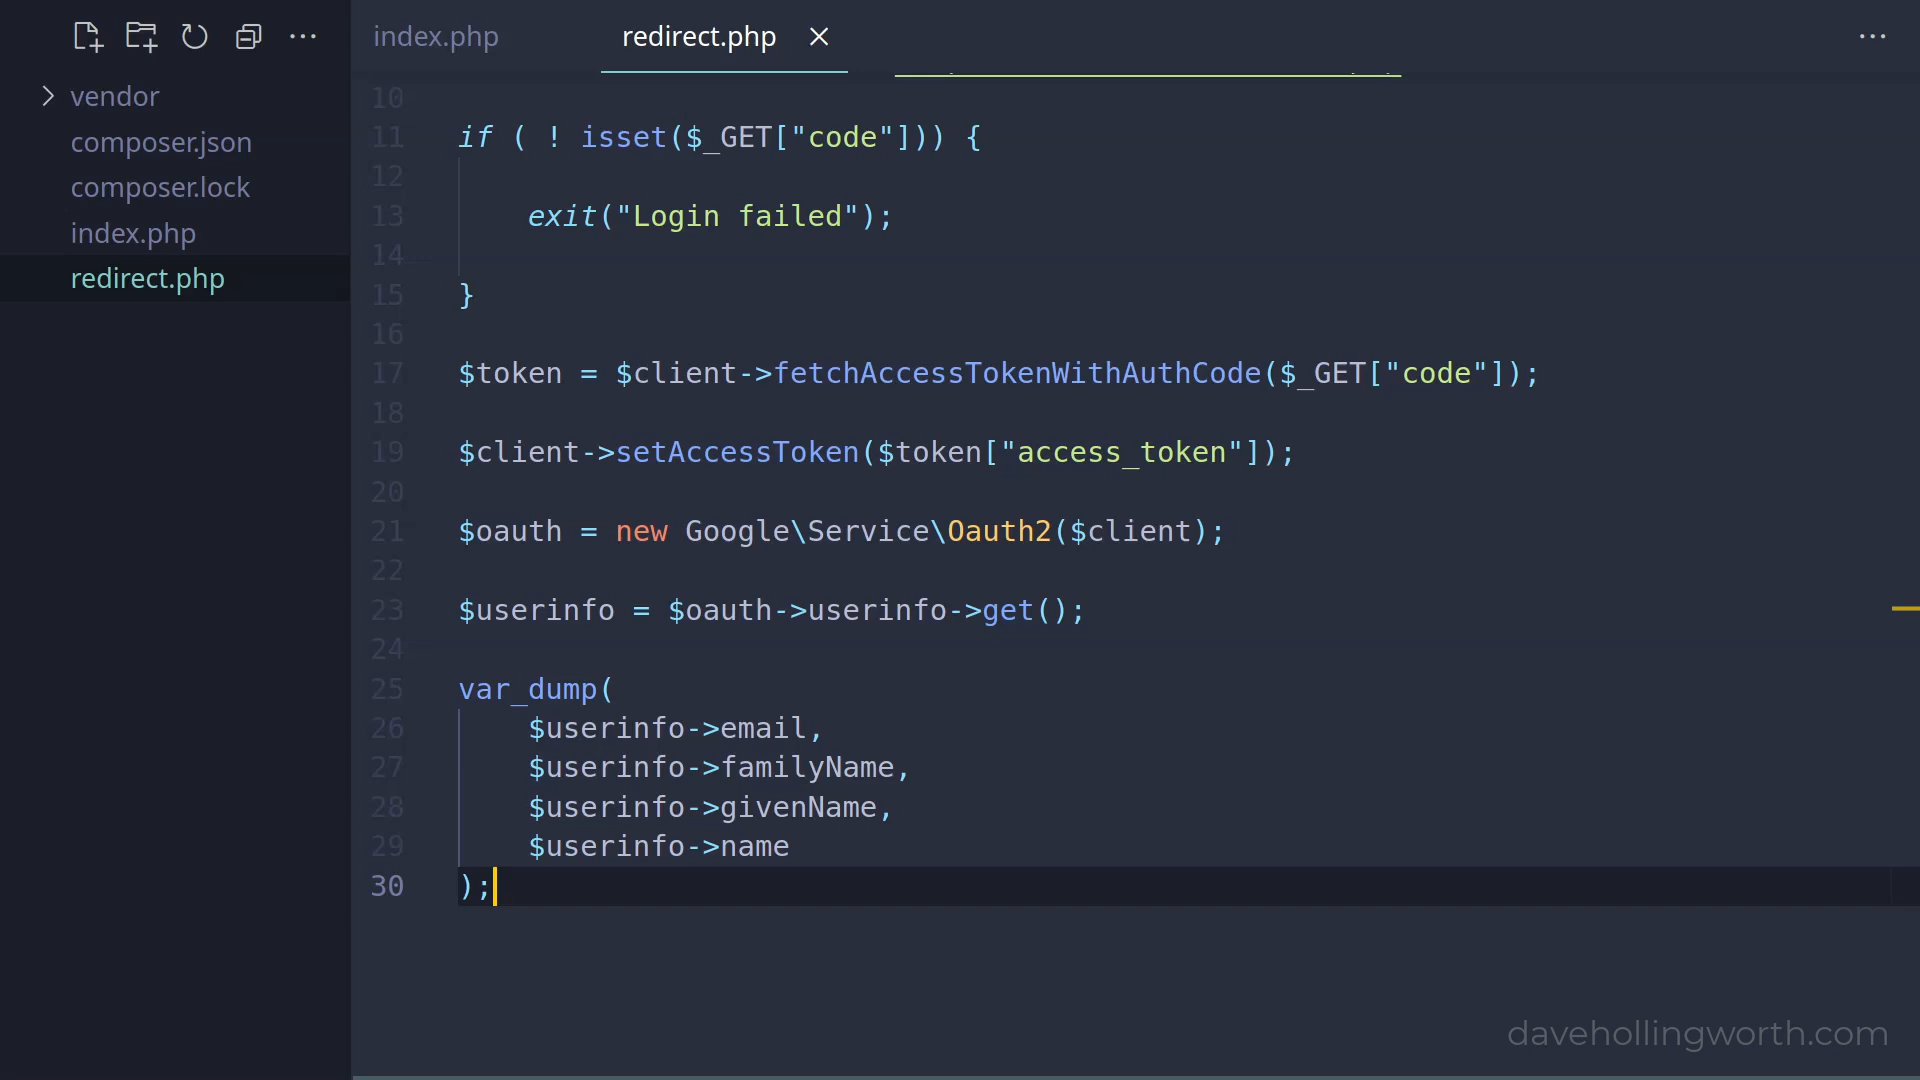 index.php
redirect.php
vendor
composer.json
composer.lock
index.php
redirect.php
10
11 if ( ! isset($_GET["code"])) {
12
13 exit("Login failed");
14
15 }
16
17 $token = $client->fetchAccessTokenWithAuthCode($_GET["code"]);
18
19 $client->setAccessToken($token["access_token"]);
20
21 $oauth = new Google\Service\Oauth2($client);
22
23 $userinfo = $oauth->userinfo->get();
24
25 var_dump(
26 $userinfo->email,
27 $userinfo->familyName,
28 $userinfo->givenName,
29 $userinfo->name
30 );
davehollingworth.com